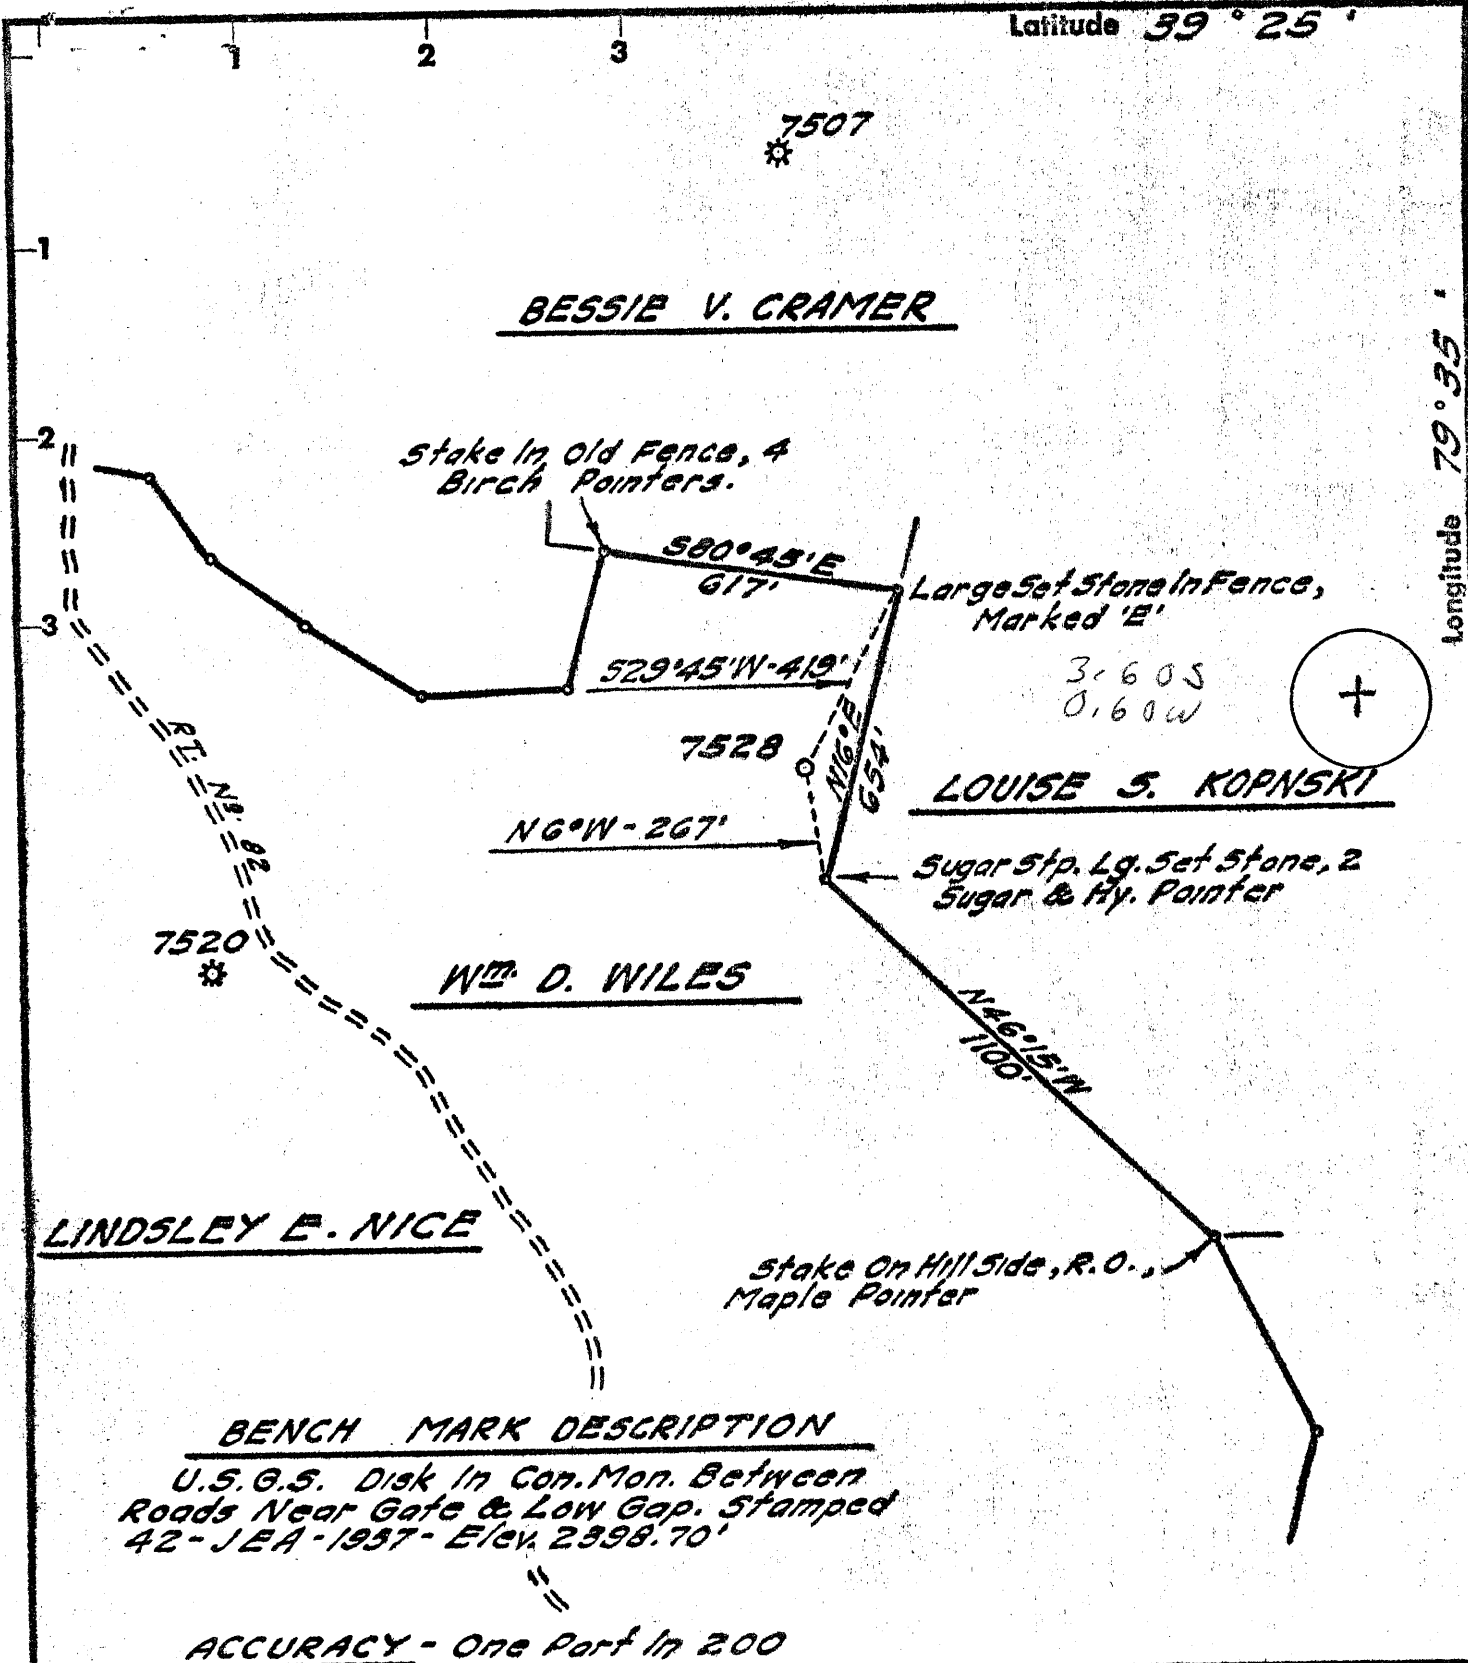 Latitude 39° 25'
1 2 3
7507
1
BESSIE V. CRAMER
Longitude 79° 35'
2
Stake In Old Fence, 4
Birch Pointers.
S80°45'E
617'
Large Set Stone In Fence,
Marked 'E'
3
S29°45'W-419'
3.60S
0.60W
7528
N16°E
654'
RT. No. 82
LOUISE S. KOPNSKI
N6°W-267'
Sugar Stp. Lg. Set Stone, 2
Sugar & Hy. Pointer
7520
Wm. D. WILES
N46°15'W
1100'
LINDSLEY E. NICE
Stake On Hill Side, R.O.,
Maple Pointer
BENCH MARK DESCRIPTION
U.S.G.S. Disk In Con. Mon. Between
Roads Near Gate & Low Gap. Stamped
42-JEA-1957-Elev. 2398.70'
ACCURACY - One Part In 200